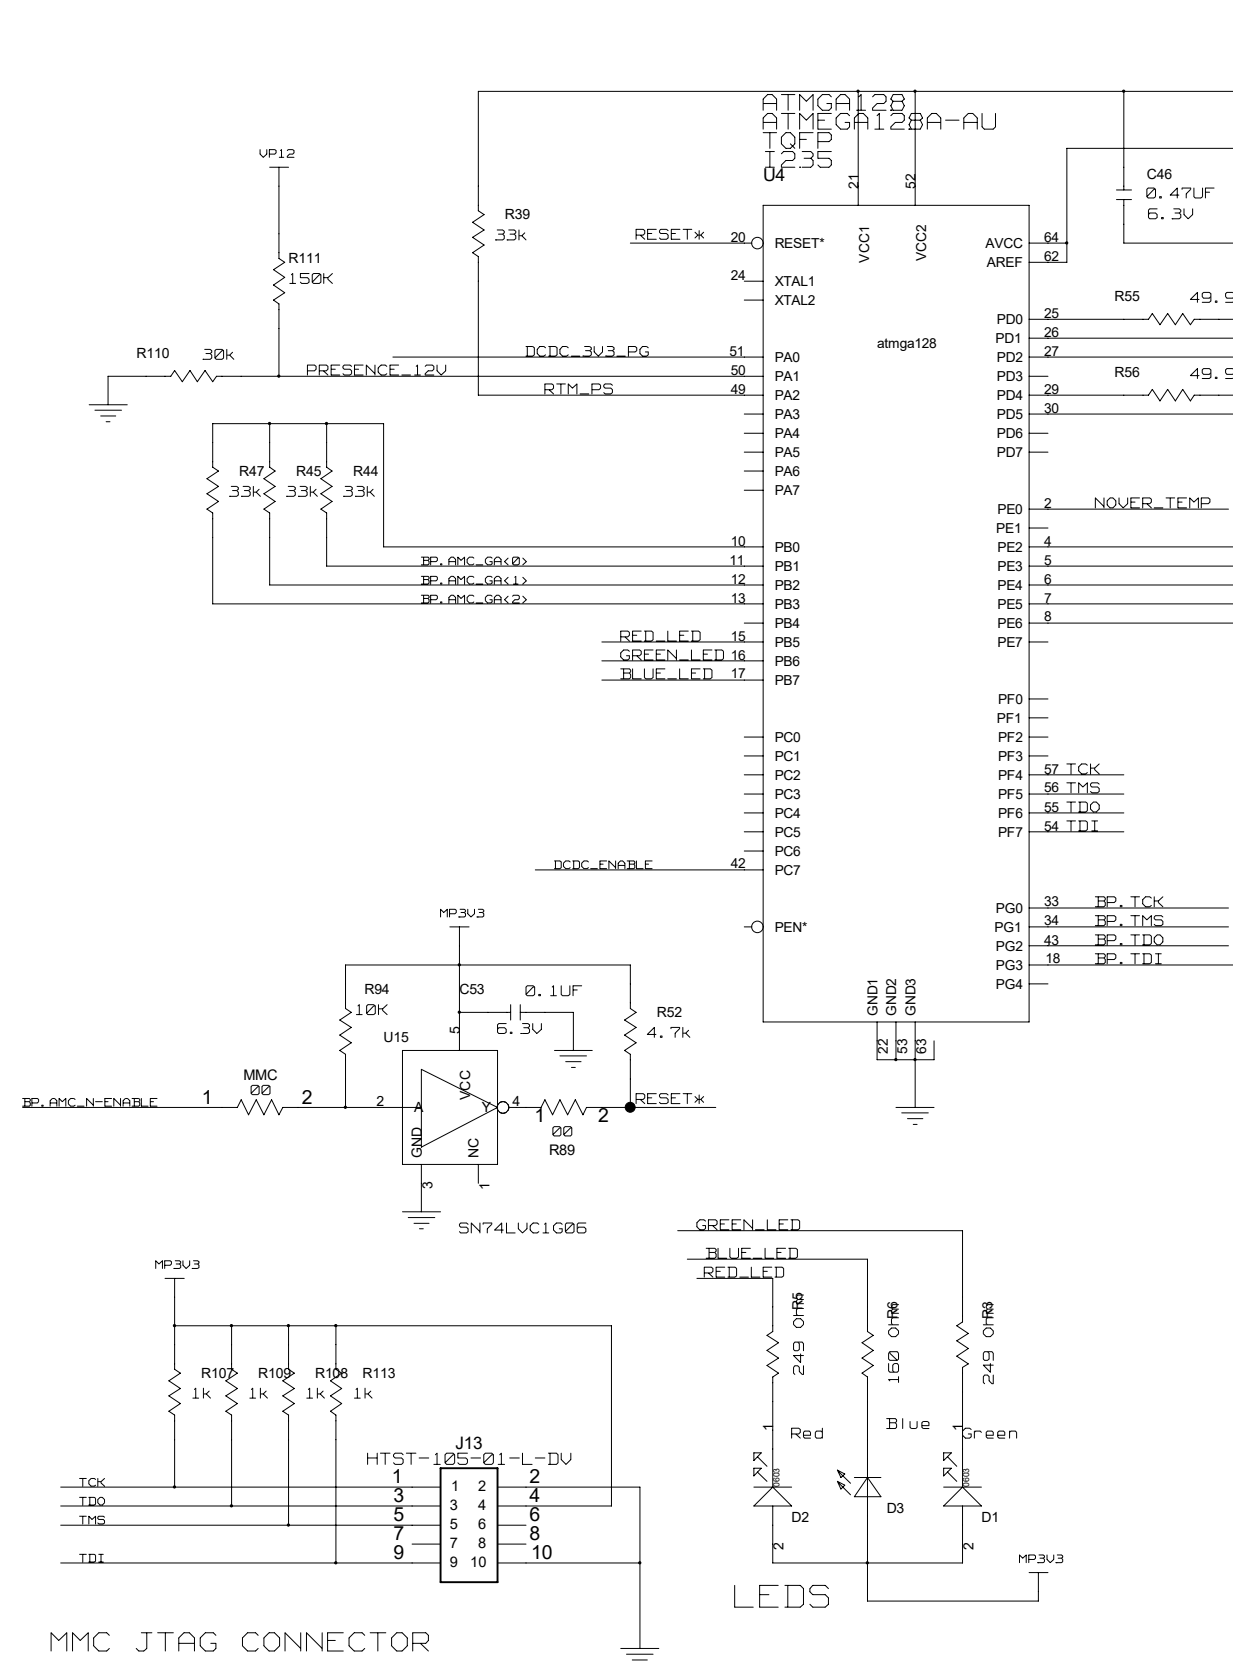 ATMGA128
ATMEGA128A-AU
TQFP
I235
U4
VP12
R39
33k
R111
150K
R110
30k
RESET*
20
24
21
52
C46
0.47UF
6.3V
RESET*
XTAL1
XTAL2
VCC1
VCC2
AVCC
AREF
64
62
atmga128
R55
49.9
R56
49.9
DCDC_3V3_PG
51
PRESENCE_12V
50
RTM_PS
49
PA0
PA1
PA2
PA3
PA4
PA5
PA6
PA7
PD0
PD1
PD2
PD3
PD4
PD5
PD6
PD7
25
26
27
29
30
R47
33k
R45
33k
R44
33k
10
BP.AMC_GA<0>
11
BP.AMC_GA<1>
12
BP.AMC_GA<2>
13
RED_LED
15
GREEN_LED
16
BLUE_LED
17
PB0
PB1
PB2
PB3
PB4
PB5
PB6
PB7
PE0
PE1
PE2
PE3
PE4
PE5
PE6
PE7
2
NOVER_TEMP
4
5
6
7
8
PC0
PC1
PC2
PC3
PC4
PC5
PC6
PC7
DCDC_ENABLE
42
PF0
PF1
PF2
PF3
PF4
PF5
PF6
PF7
57 TCK
56 TMS
55 TDO
54 TDI
PEN*
PG0
PG1
PG2
PG3
PG4
33 BP.TCK
34 BP.TMS
43 BP.TDO
18 BP.TDI
GND1
GND2
GND3
22
53
63
MP3V3
R94
10K
C53
0.1UF
6.3V
R52
4.7k
U15
5
MMC
00
BP.AMC_N-ENABLE
1
2
2
A
VCC
Y
GND
NC
4
1
2
RESET*
00
R89
3
1
SN74LVC1G06
GREEN_LED
BLUE_LED
RED_LED
R5
249 OHM
R6
160 OHM
R3
249 OHM
1
Red
Blue
1
Green
0603
0603
D2
D3
D1
2
2
MP3V3
LEDS
MP3V3
R107
1k
R109
1k
R108
1k
R113
1k
J13
HTST-105-01-L-DV
TCK
TDO
TMS
TDI
1
3
5
7
9
1 2
3 4
5 6
7 8
9 10
2
4
6
8
10
MMC JTAG CONNECTOR